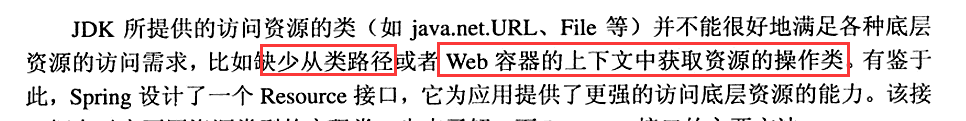 JDK 所提供的访问资源的类（如 java.net.URL、File 等）并不能很好地满足各种底层
资源的访问需求，比如缺少从类路径或者 Web 容器的上下文中获取资源的操作类。有鉴于
此，Spring 设计了一个 Resource 接口，它为应用提供了更强的访问底层资源的能力。该接